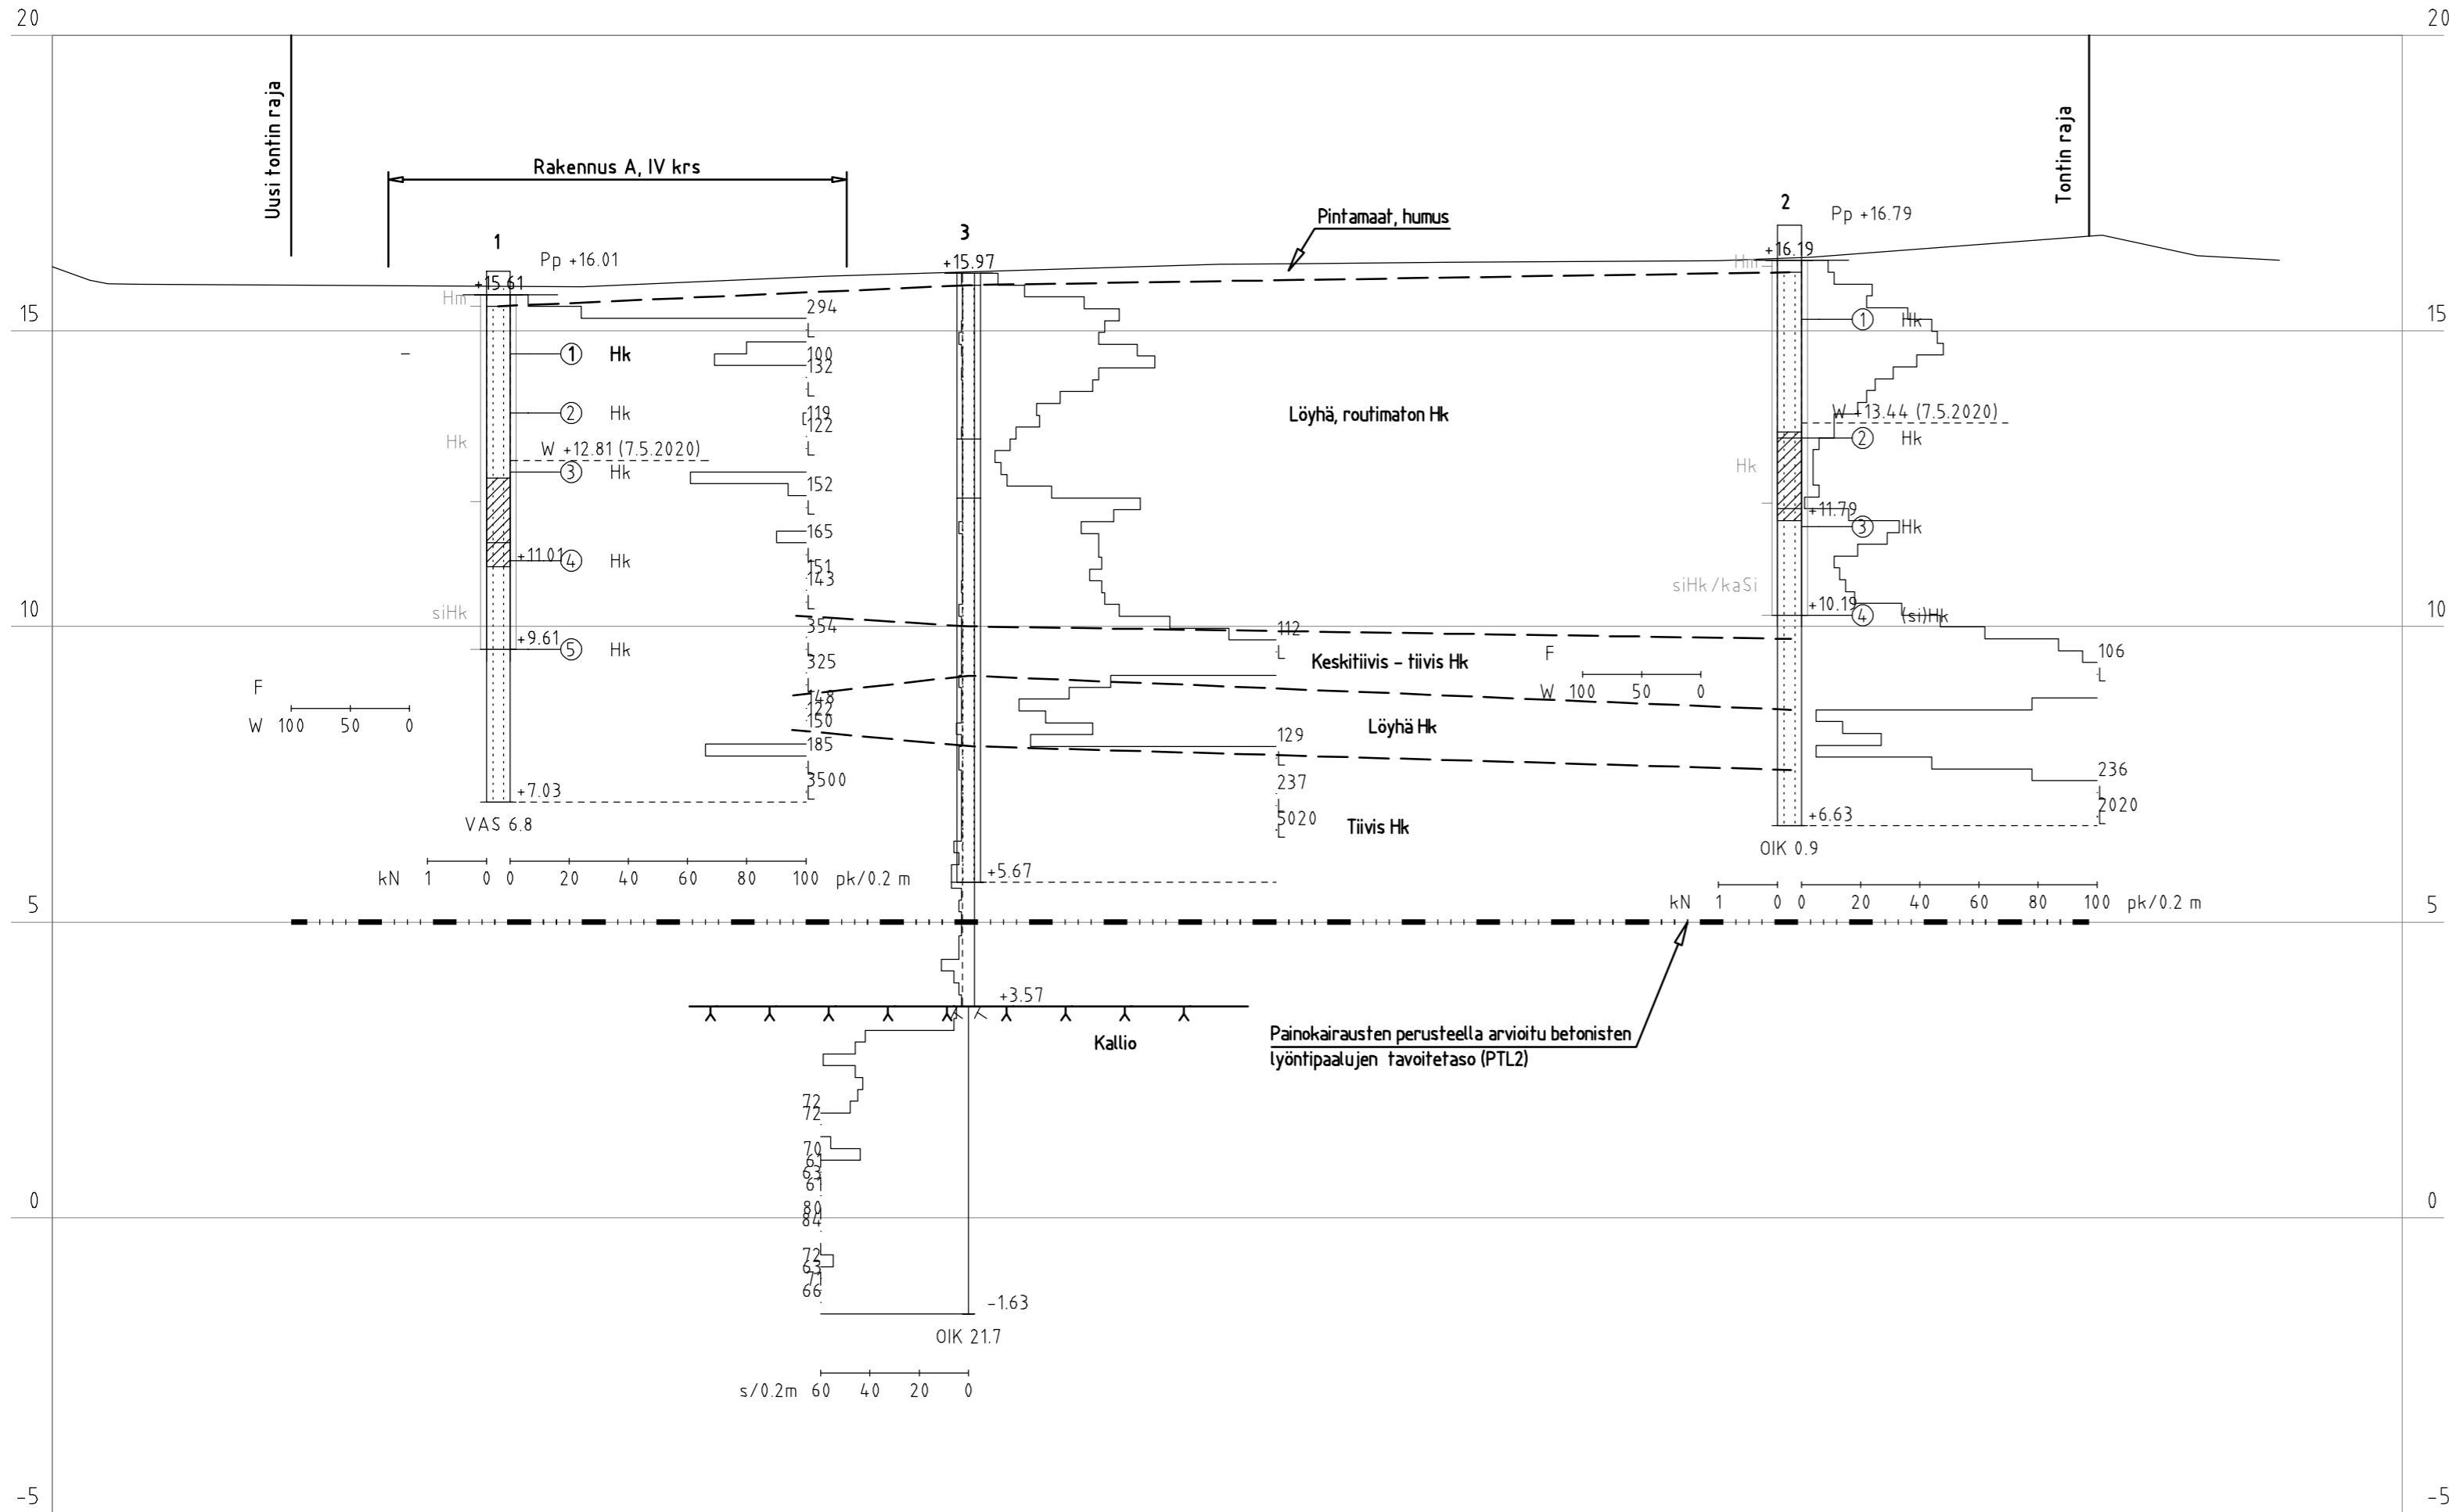 20
20
Uusi tontin raja
Rakennus A, IV krs
Tontin raja
Pintamaat, humus
1
Pp +16.01
+15.61
Hm
3
+15.97
2
Pp +16.79
+16.19
Hm
15
15
294
L
1 Hk
100
132
L
2 Hk
119
122
L
Hk
W +12.81 (7.5.2020)
3 Hk
152
L
165
L
+11.01
4 Hk
151
143
L
siHk
+9.61
5 Hk
354
L
325
L
148
122
150
L
185
L
3500
L
+7.03
VAS 6.8
F
W 100 50 0
kN 1 0 0 20 40 60 80 100 pk/0.2 m
Löyhä, routimaton Hk
1 Hk
W +13.44 (7.5.2020)
2 Hk
Hk
+11.79
3 Hk
siHk/kaSi
+10.19
4 (si)Hk
10
10
112
L
Keskitiivis - tiivis Hk
F
W 100 50 0
106
L
Löyhä Hk
129
L
237
L
5020
L
Tiivis Hk
236
L
2020
L
+6.63
OIK 0.9
+5.67
kN 1 0 0 20 40 60 80 100 pk/0.2 m
5
5
+3.57
Kallio
Painokairausten perusteella arvioitu betonisten
lyöntipaalujen tavoitetaso (PTL2)
72
72
70
61
63
61
0
0
80
84
72
63
71
66
-1.63
OIK 21.7
s/0.2m 60 40 20 0
-5
-5